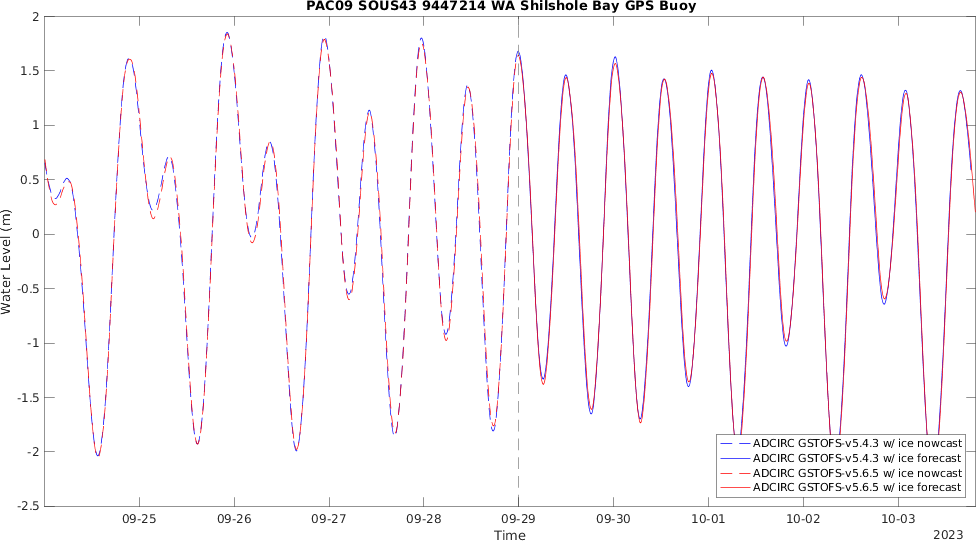 PAC09 SOUS43 9447214 WA Shilshole Bay GPS Buoy
2
1.5
1
0.5
0
-0.5
-1
-1.5
-2
-2.5
Water Level (m)
ADCIRC GSTOFS-v5.4.3 w/ ice nowcast
ADCIRC GSTOFS-v5.4.3 w/ ice forecast
ADCIRC GSTOFS-v5.6.5 w/ ice nowcast
ADCIRC GSTOFS-v5.6.5 w/ ice forecast
09-25 09-26 09-27 09-28 09-29 09-30 10-01 10-02 10-03
Time
2023